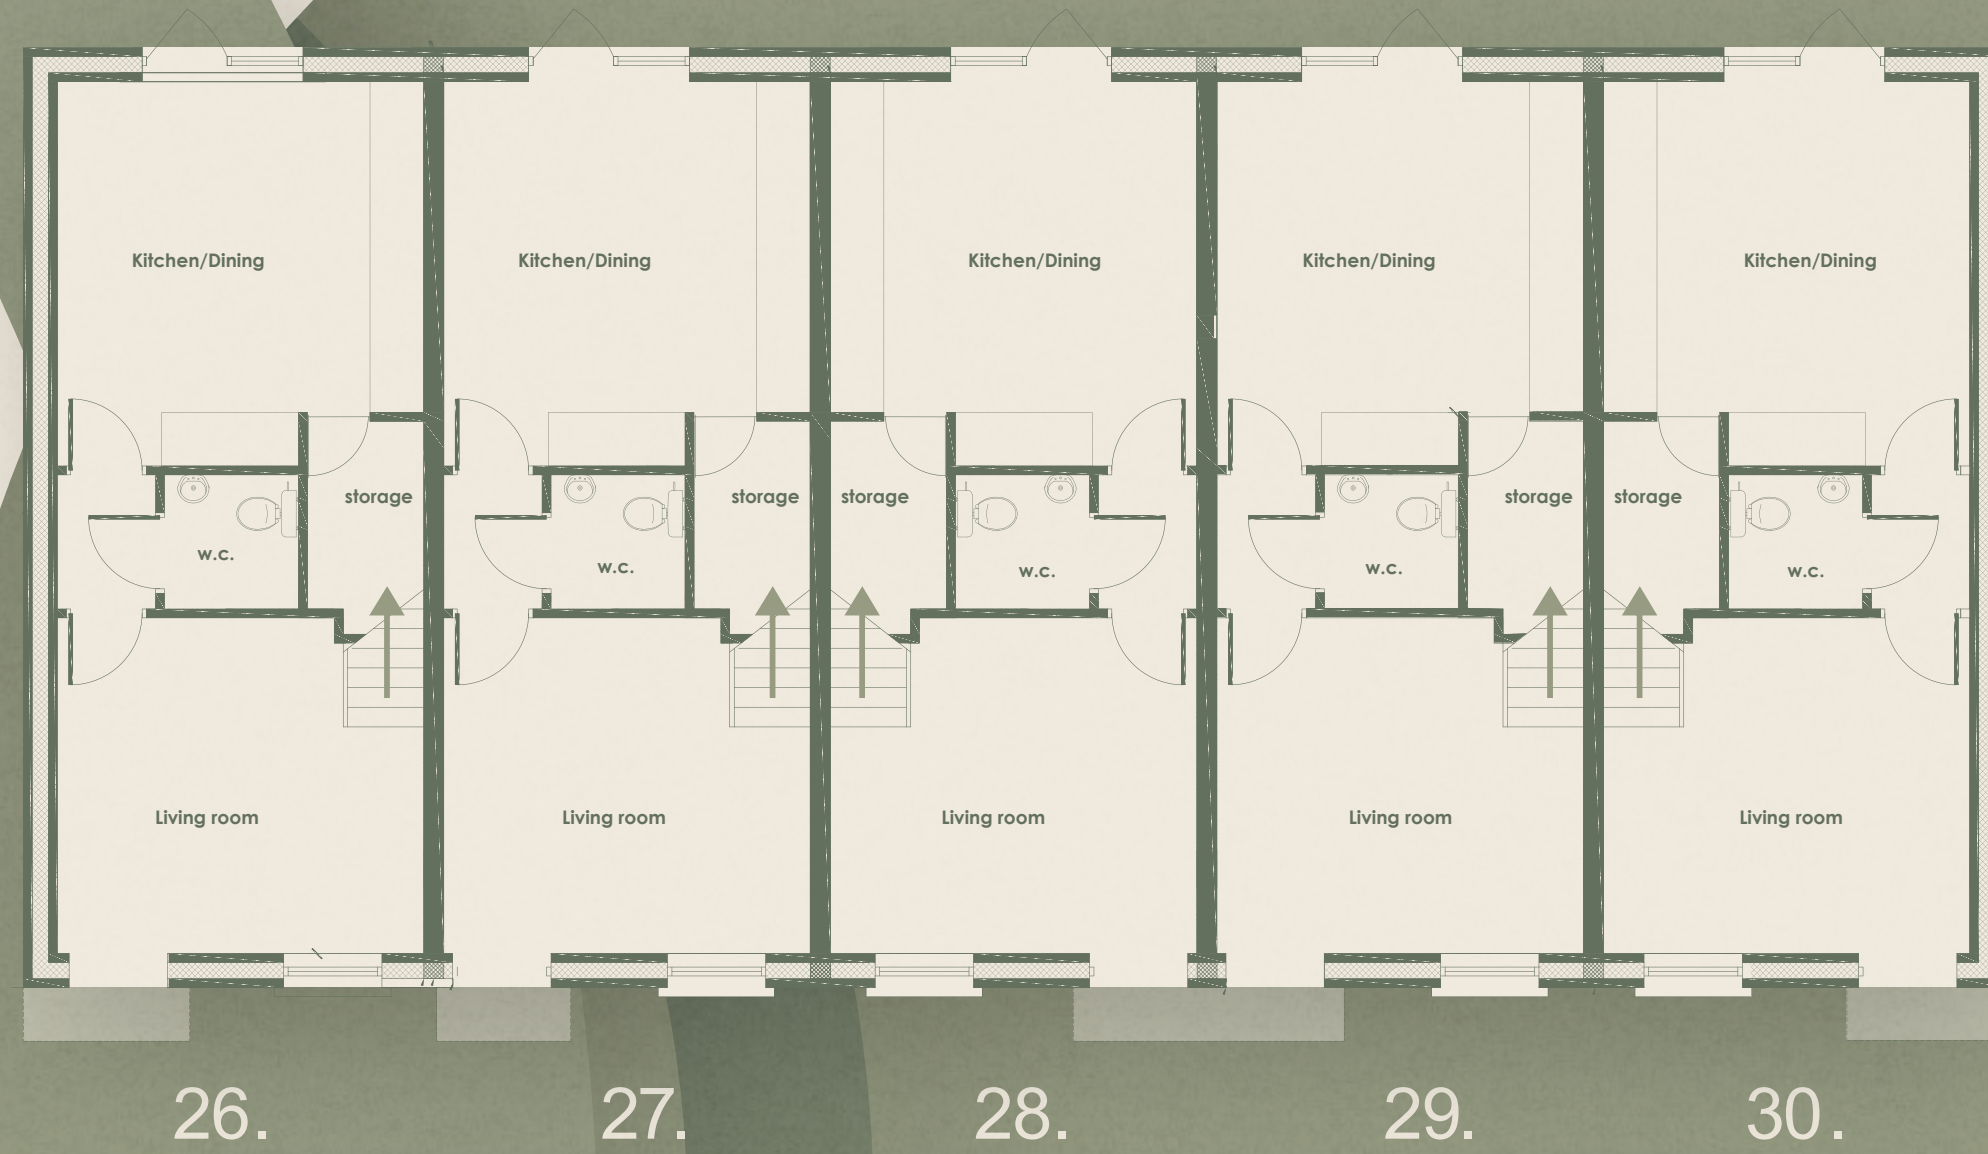 Kitchen/Dining Kitchen/Dining Kitchen/Dining Kitchen/Dining Kitchen/Dining
storage storage storage storage storage
w.c. w.c. w.c. w.c. w.c.
Living room Living room Living room Living room Living room
26. 27. 28. 29. 30.